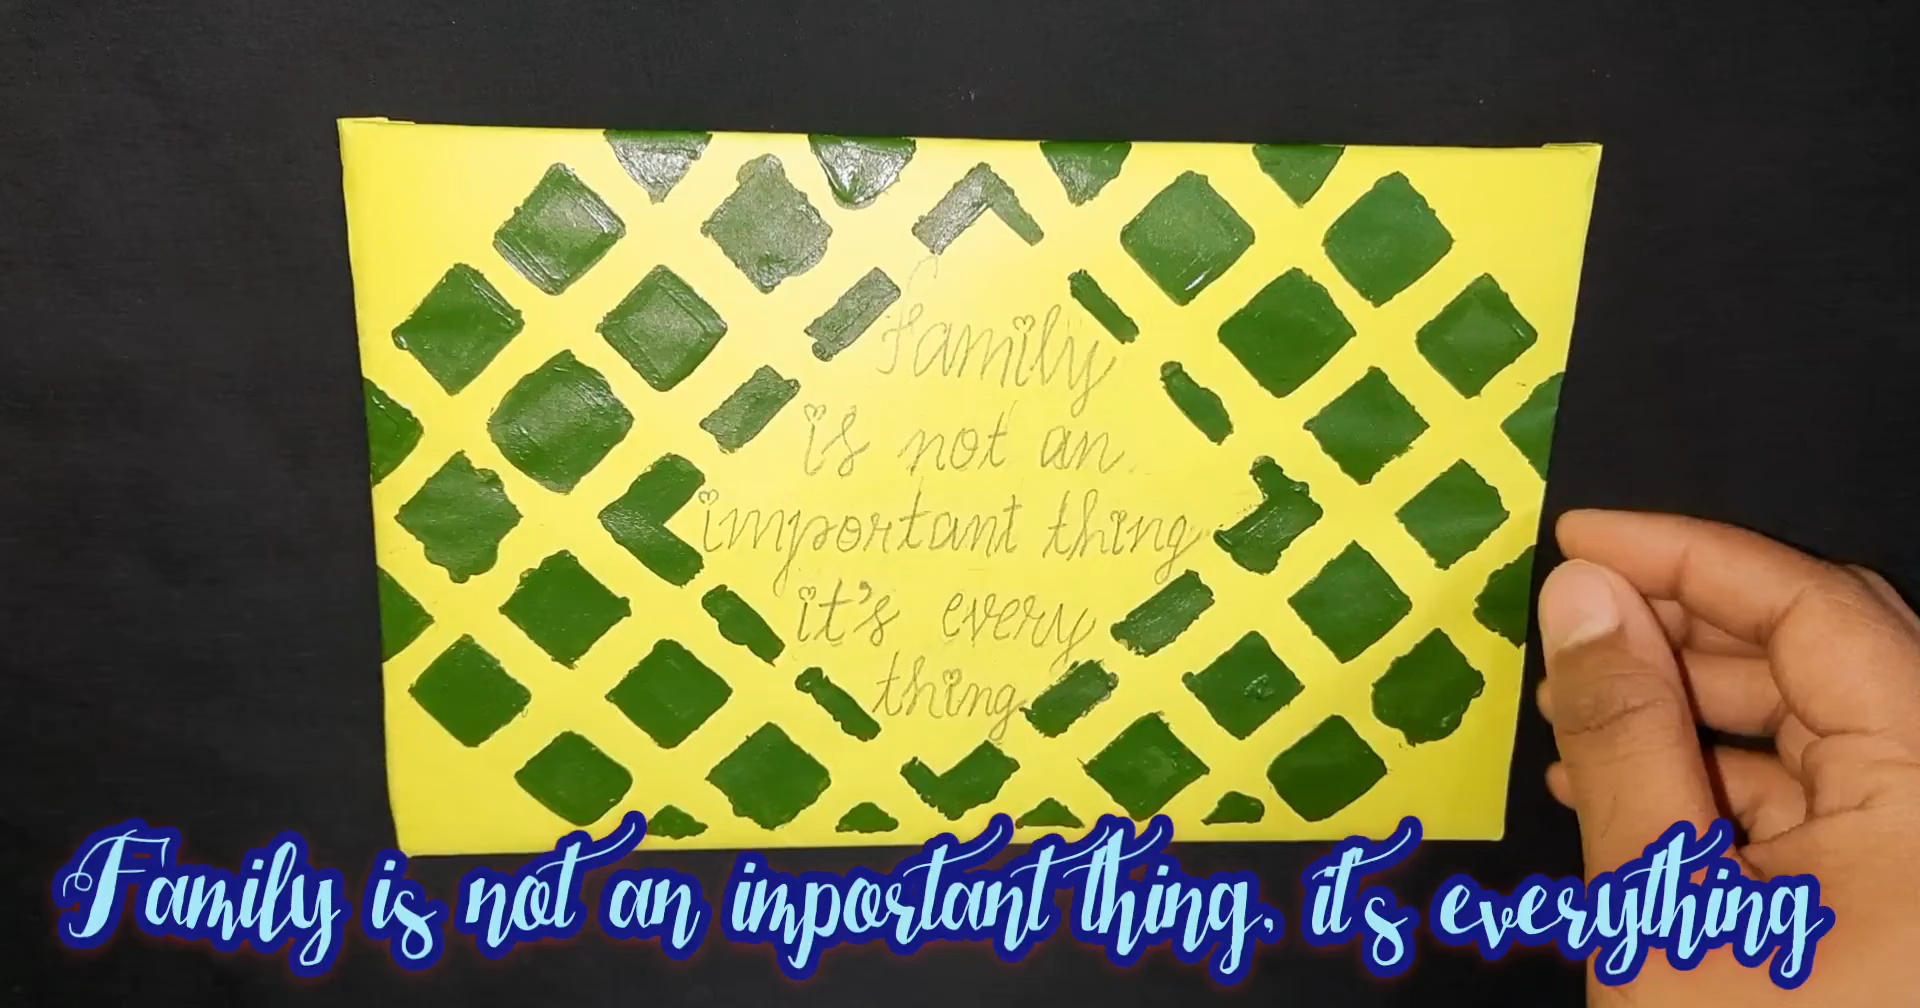 family
is not an
important thing
it's every
thing
Family is not an important thing, it's everything